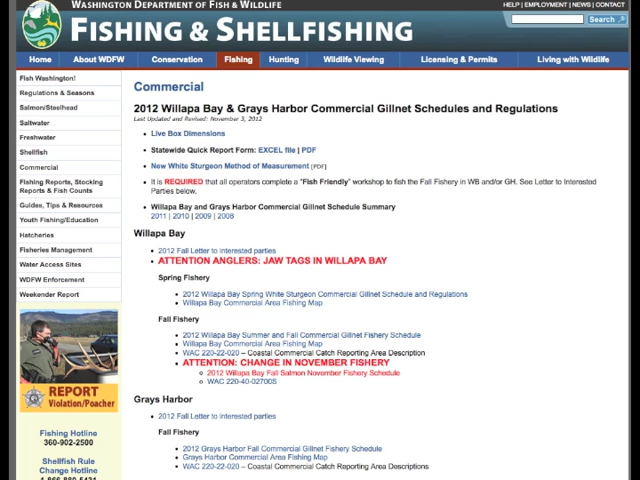 WASHINGTON DEPARTMENT OF FISH & WILDLIFE
HELP | EMPLOYMENT | NEWS | CONTACT
FISHING & SHELLFISHING
Search
Home About WDFW Conservation Fishing Hunting Wildlife Viewing Licensing & Permits Living with Wildlife
Fish Washington!
Regulations & Seasons
Salmon/Steelhead
Saltwater
Freshwater
Shellfish
Commercial
Fishing Reports, Stocking
Reports & Fish Counts
Guides, Tips & Resources
Youth Fishing/Education
Hatcheries
Fisheries Management
Water Access Sites
WDFW Enforcement
Weekender Report
REPORT
Violation/Poacher
Fishing Hotline
360-902-2500
Shellfish Rule
Change Hotline
1-866-880-5431
Commercial
2012 Willapa Bay & Grays Harbor Commercial Gillnet Schedules and Regulations
Last Updated and Revised: November 3, 2012
• Live Box Dimensions
• Statewide Quick Report Form: EXCEL file | PDF
• New White Sturgeon Method of Measurement [PDF]
• It is REQUIRED that all operators complete a "Fish Friendly" workshop to fish the Fall Fishery in WB and/or GH. See Letter to Interested
Parties below.
• Willapa Bay and Grays Harbor Commercial Gillnet Schedule Summary
2011 | 2010 | 2009 | 2008
Willapa Bay
• 2012 Fall Letter to interested parties
• ATTENTION ANGLERS: JAW TAGS IN WILLAPA BAY
Spring Fishery
• 2012 Willapa Bay Spring White Sturgeon Commercial Gillnet Schedule and Regulations
• Willapa Bay Commercial Area Fishing Map
Fall Fishery
• 2012 Willapa Bay Summer and Fall Commercial Gillnet Fishery Schedule
• Willapa Bay Commercial Area Fishing Map
• WAC 220-22-020 – Coastal Commercial Catch Reporting Area Description
• ATTENTION: CHANGE IN NOVEMBER FISHERY
○ 2012 Willapa Bay Fall Salmon November Fishery Schedule
○ WAC 220-40-02700S
Grays Harbor
• 2012 Fall Letter to interested parties
Fall Fishery
• 2012 Grays Harbor Fall Commercial Gillnet Fishery Schedule
• Grays Harbor Commercial Area Fishing Map
• WAC 220-22-020 – Coastal Commercial Catch Reporting Area Descriptions